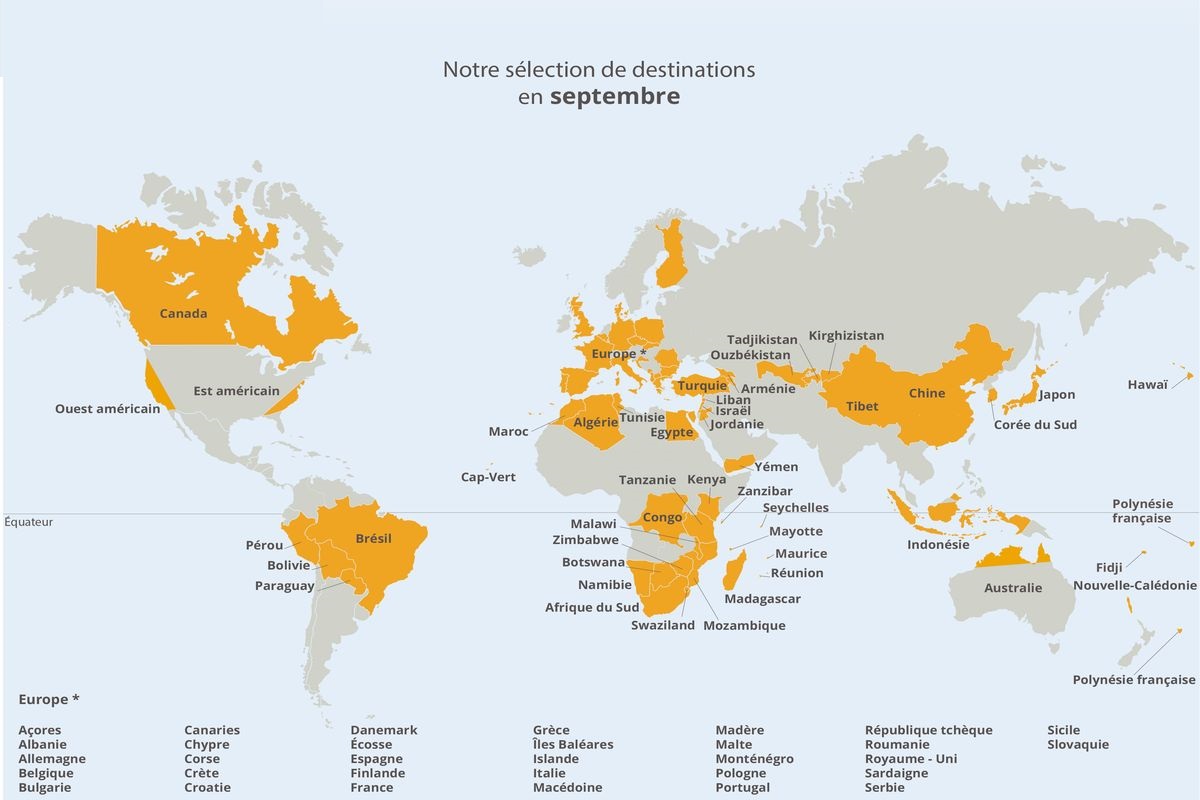 Notre sélection de destinations
en septembre
Canada
Ouest américain
Est américain
Europe *
Turquie
Arménie
Tadjikistan
Ouzbékistan
Kirghizistan
Chine
Tibet
Japon
Corée du Sud
Hawaï
Liban
Israël
Jordanie
Maroc
Algérie
Tunisie
Egypte
Cap-Vert
Yémen
Tanzanie
Kenya
Zanzibar
Seychelles
Congo
Malawi
Mayotte
Zimbabwe
Maurice
Botswana
Réunion
Namibie
Madagascar
Afrique du Sud
Swaziland
Mozambique
Équateur
Pérou
Brésil
Bolivie
Paraguay
Indonésie
Australie
Polynésie
française
Fidji
Nouvelle-Calédonie
Polynésie française
Europe *
Açores
Albanie
Allemagne
Belgique
Bulgarie
Canaries
Chypre
Corse
Crète
Croatie
Danemark
Écosse
Espagne
Finlande
France
Grèce
Îles Baléares
Islande
Italie
Macédoine
Madère
Malte
Monténégro
Pologne
Portugal
République tchèque
Roumanie
Royaume - Uni
Sardaigne
Serbie
Sicile
Slovaquie